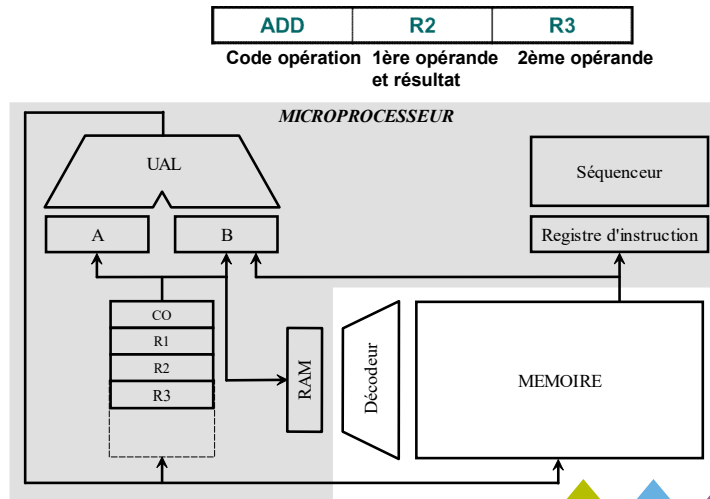 ADD R2 R3
Code opération 1ère opérande 2ème opérande
et résultat
MICROPROCESSEUR
UAL
Séquenceur
A B Registre d'instruction
CO
R1
R2
R3
RAM
Décodeur
MEMOIRE